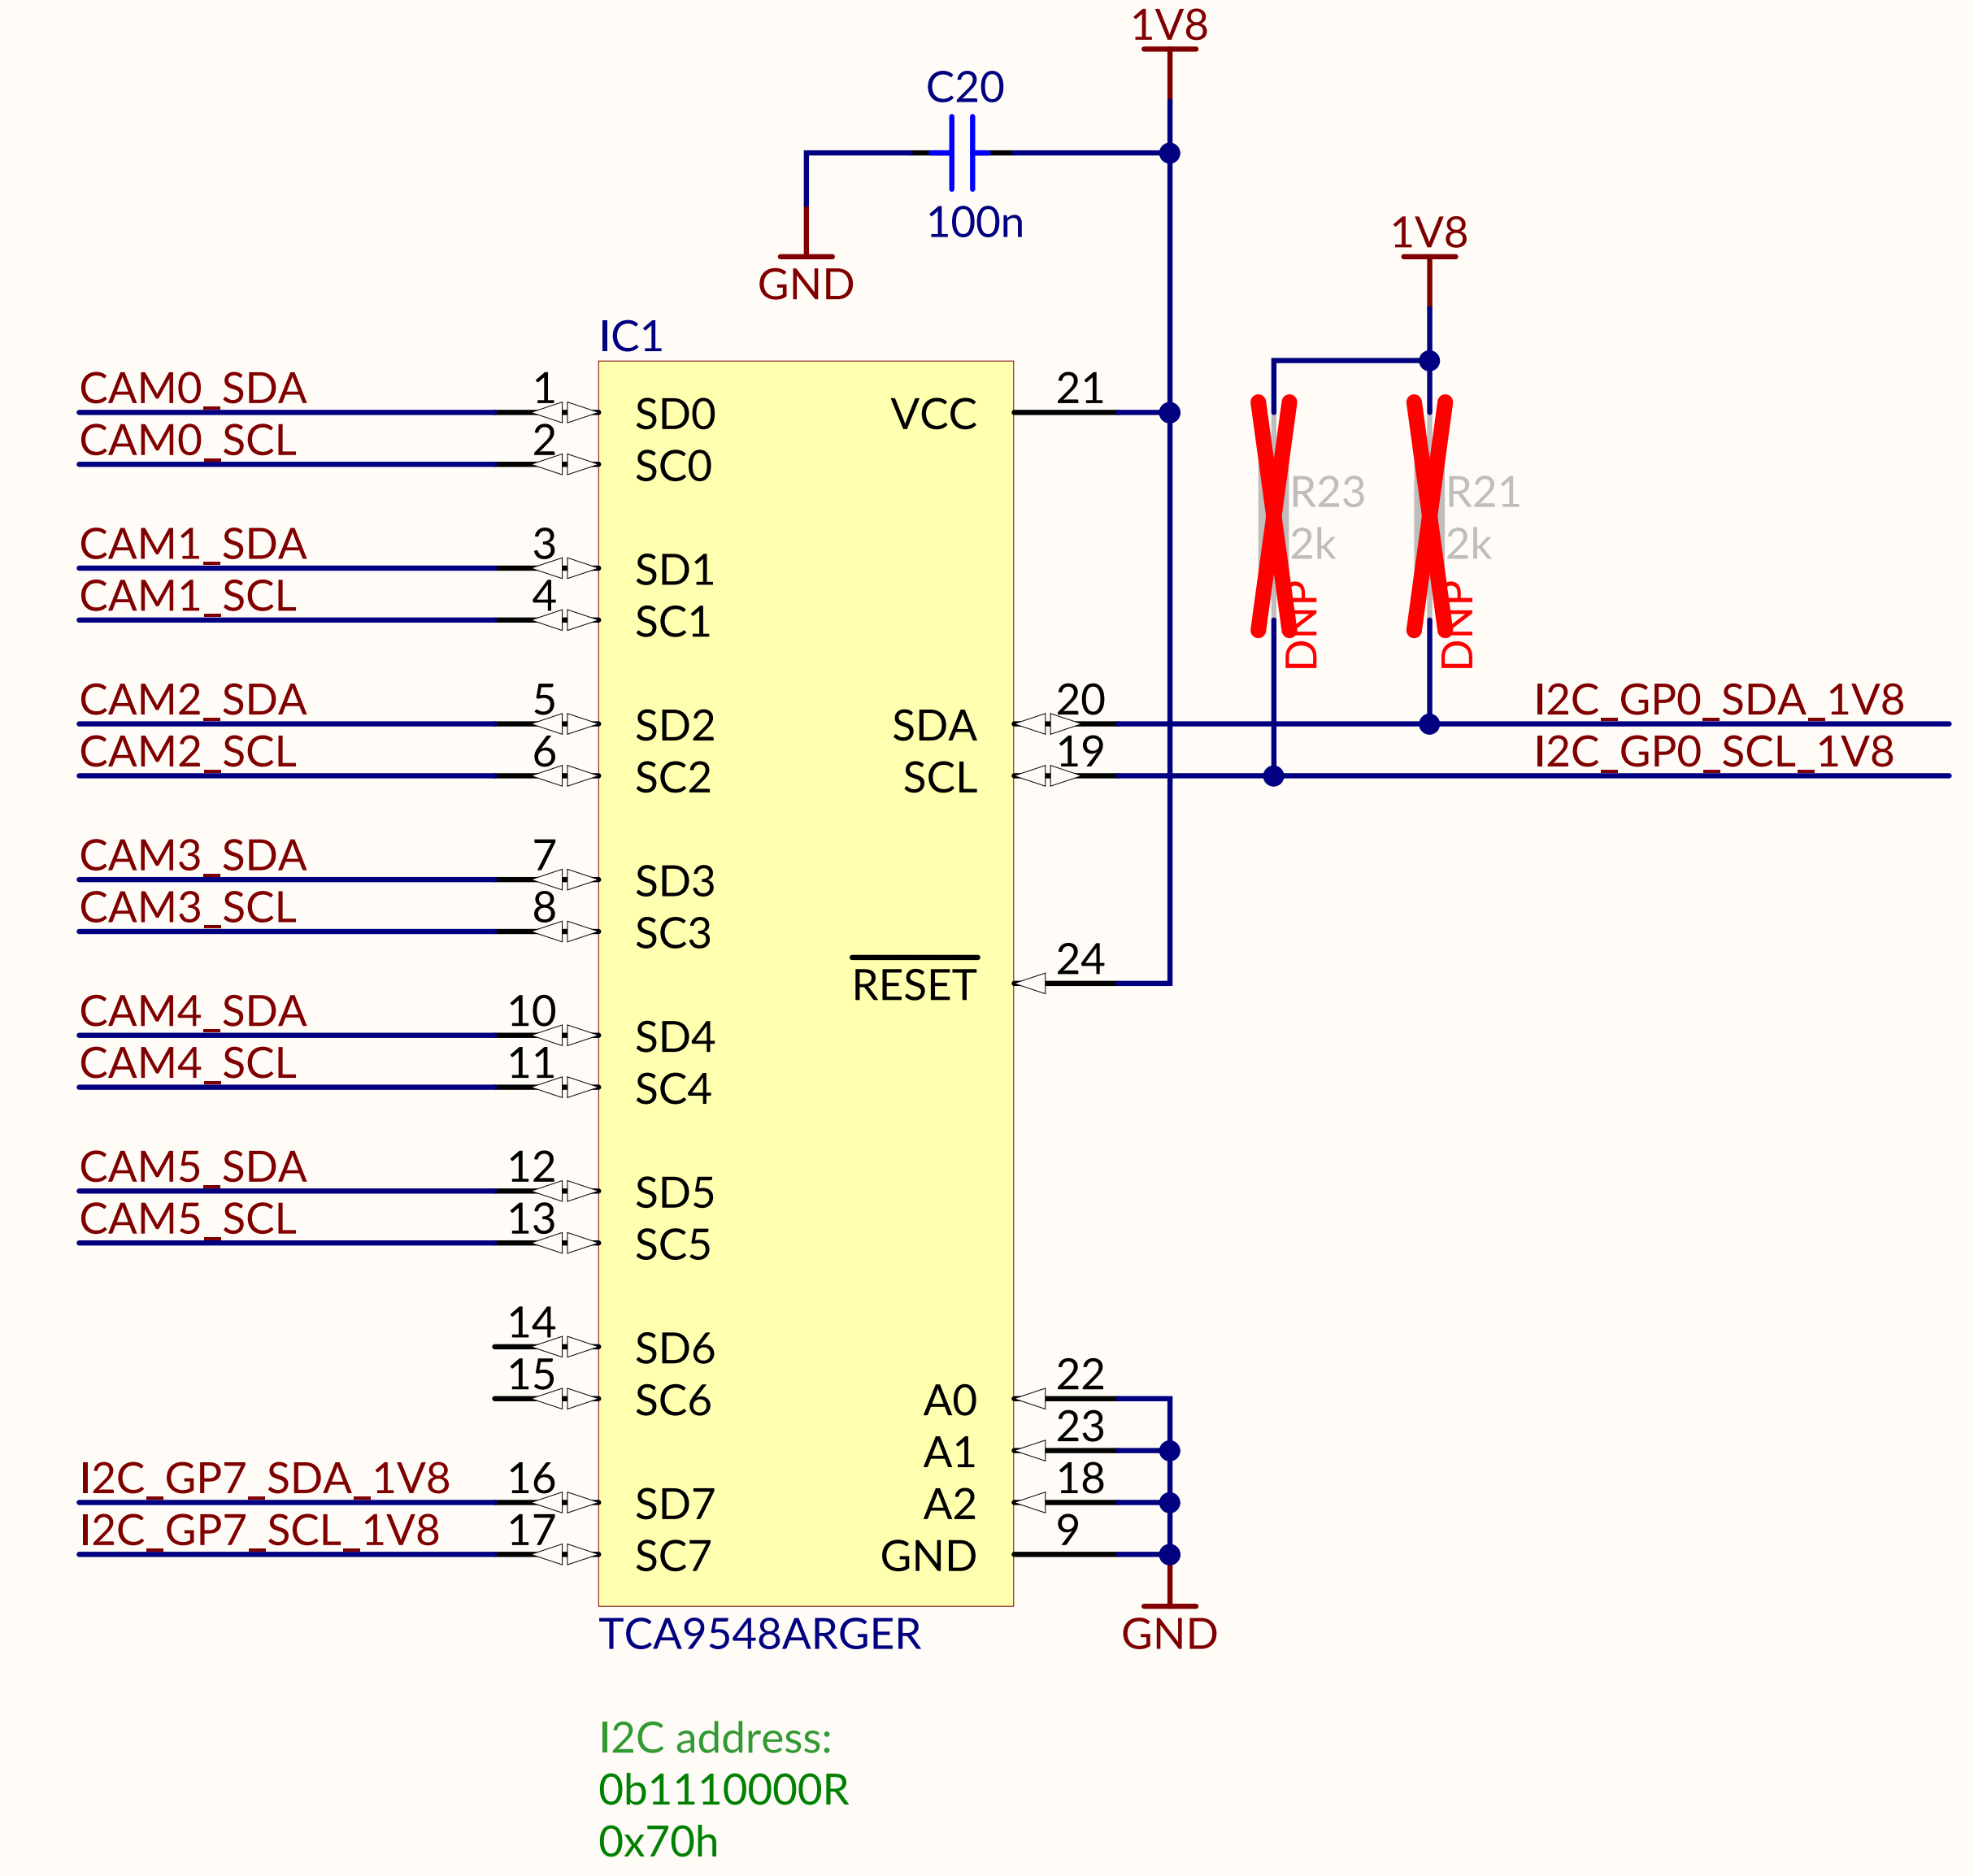 1V8
C20
100n
GND
1V8
IC1
CAM0_SDA 1 SD0 VCC 21
CAM0_SCL 2 SC0
R23 R21
2k 2k
DNP DNP
CAM1_SDA 3 SD1
CAM1_SCL 4 SC1
CAM2_SDA 5 SD2 SDA 20 I2C_GP0_SDA_1V8
CAM2_SCL 6 SC2 SCL 19 I2C_GP0_SCL_1V8
CAM3_SDA 7 SD3
CAM3_SCL 8 SC3
RESET 24
CAM4_SDA 10 SD4
CAM4_SCL 11 SC4
CAM5_SDA 12 SD5
CAM5_SCL 13 SC5
14 SD6
15 SC6 A0 22
A1 23
I2C_GP7_SDA_1V8 16 SD7 A2 18
I2C_GP7_SCL_1V8 17 SC7 GND 9
TCA9548ARGER
GND
I2C address:
0b1110000R
0x70h